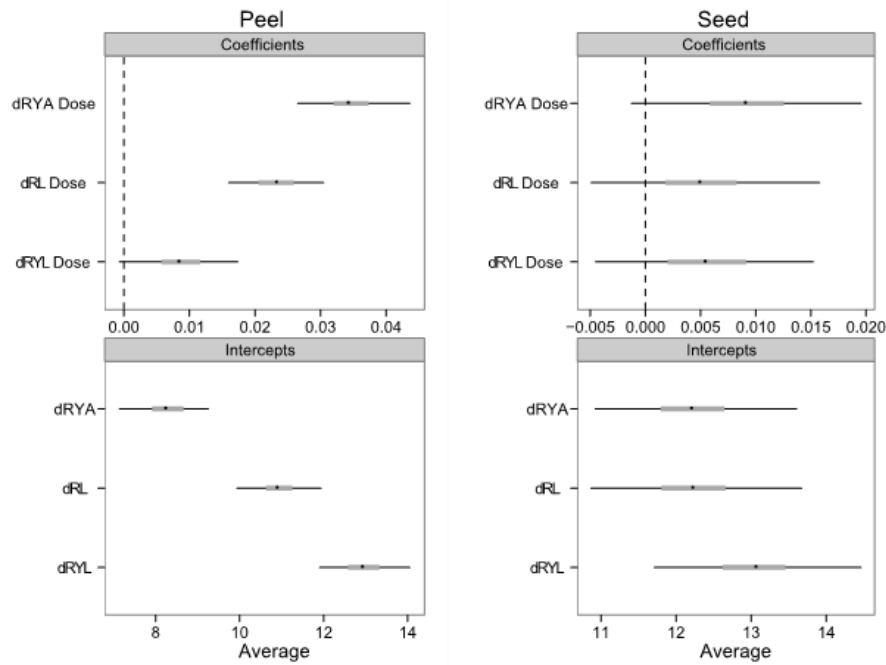 Peel
Coefficients
dRYA Dose
dRL Dose
dRYL Dose
0.00 0.01 0.02 0.03 0.04
Intercepts
dRYA
dRL
dRYL
8 10 12 14
Average
Seed
Coefficients
dRYA Dose
dRL Dose
dRYL Dose
−0.005 0.000 0.005 0.010 0.015 0.020
Intercepts
dRYA
dRL
dRYL
11 12 13 14
Average